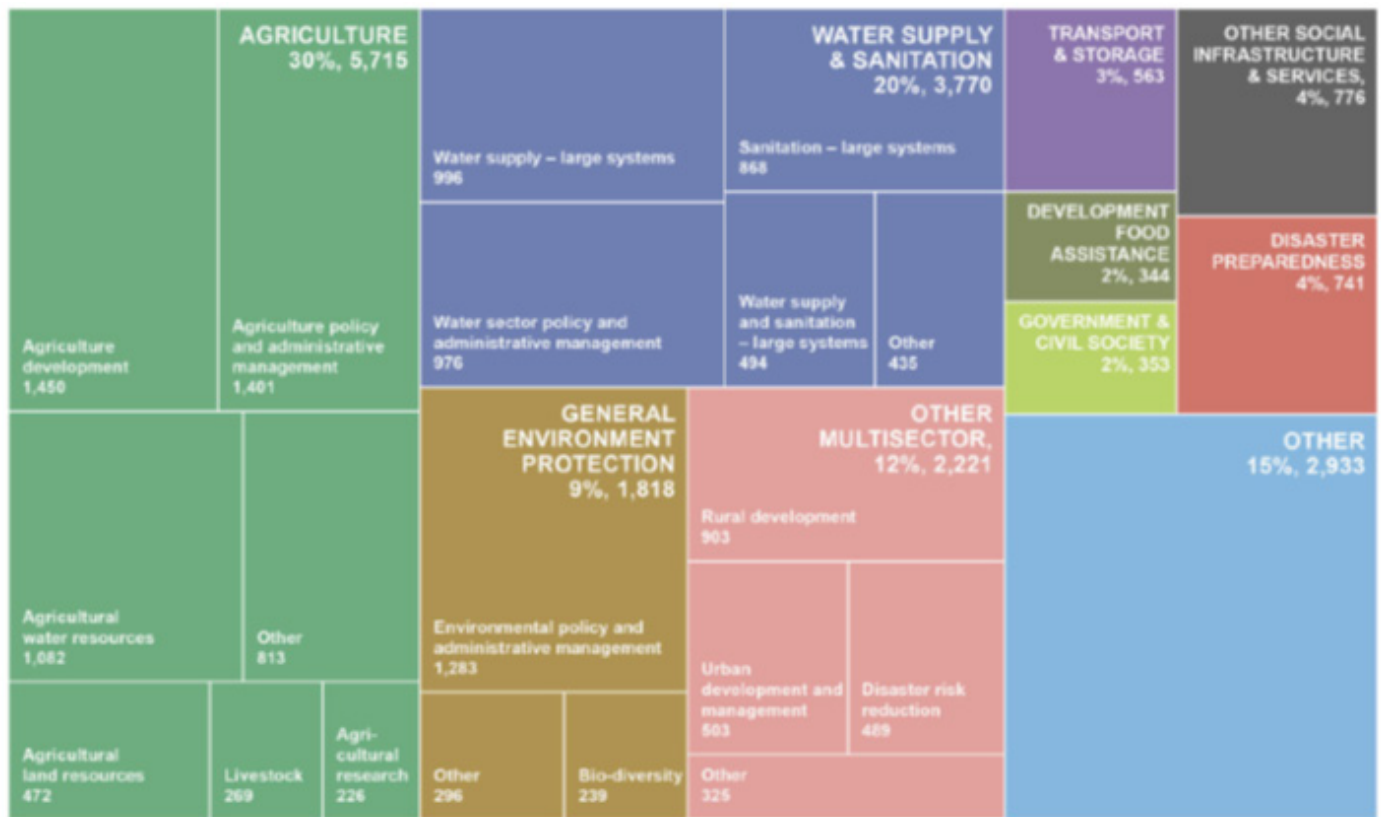 AGRICULTURE
30%, 5,715
Agriculture
development
1,450
Agriculture policy
and administrative
management
1,401
Agricultural
water resources
1,082
Other
813
Agricultural
land resources
472
Livestock
269
Agri-
cultural
research
226
WATER SUPPLY
& SANITATION
20%, 3,770
Water supply – large systems
996
Sanitation – large systems
868
Water sector policy and
administrative management
976
Water supply
and sanitation
– large systems
494
Other
435
GENERAL
ENVIRONMENT
PROTECTION
9%, 1,818
Environmental policy and
administrative management
1,283
Other
296
Bio-diversity
239
OTHER
MULTISECTOR,
12%, 2,221
Rural development
903
Urban
development and
management
503
Disaster risk
reduction
489
Other
325
TRANSPORT
& STORAGE
3%, 563
OTHER SOCIAL
INFRASTRUCTURE
& SERVICES,
4%, 776
DEVELOPMENT
FOOD
ASSISTANCE
2%, 344
GOVERNMENT &
CIVIL SOCIETY
2%, 353
DISASTER
PREPAREDNESS
4%, 741
OTHER
15%, 2,933